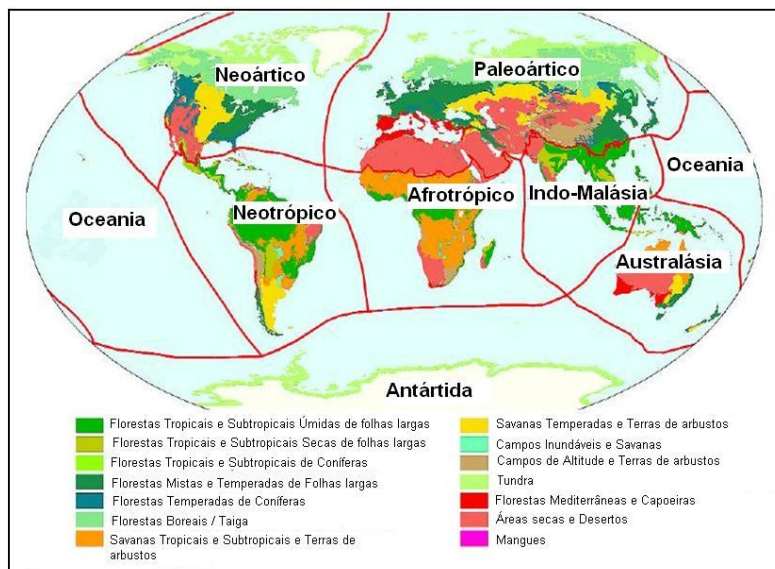 Neoártico
Paleoártico
Oceania
Neotrópico
Afrotrópico
Indo-Malásia
Oceania
Australásia
Antártida
Florestas Tropicais e Subtropicais Úmidas de folhas largas
Florestas Tropicais e Subtropicais Secas de folhas largas
Florestas Tropicais e Subtropicais de Coníferas
Florestas Mistas e Temperadas de Folhas largas
Florestas Temperadas de Coníferas
Florestas Boreais / Taiga
Savanas Tropicais e Subtropicais e Terras de
arbustos
Savanas Temperadas e Terras de arbustos
Campos Inundáveis e Savanas
Campos de Altitude e Terras de arbustos
Tundra
Florestas Mediterrâneas e Capoeiras
Áreas secas e Desertos
Mangues